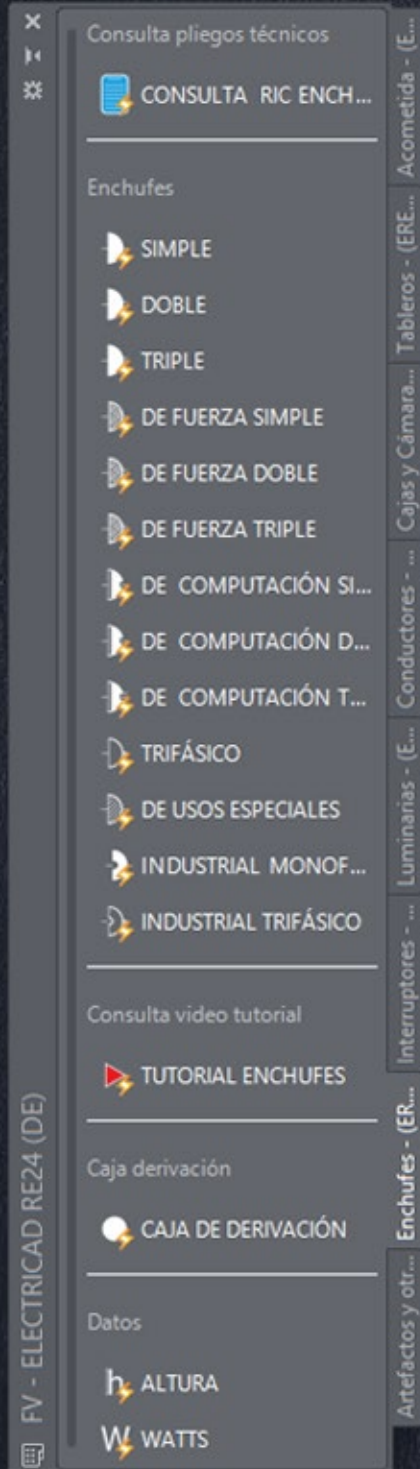 Consulta pliegos técnicos
CONSULTA RIC ENCH...
Enchufes
SIMPLE
DOBLE
TRIPLE
DE FUERZA SIMPLE
DE FUERZA DOBLE
DE FUERZA TRIPLE
DE COMPUTACIÓN SI...
DE COMPUTACIÓN D...
DE COMPUTACIÓN T...
TRIFÁSICO
DE USOS ESPECIALES
INDUSTRIAL MONOF...
INDUSTRIAL TRIFÁSICO
Consulta video tutorial
TUTORIAL ENCHUFES
Caja derivación
CAJA DE DERIVACIÓN
Datos
h ALTURA
W WATTS
FV - ELECTRICAD RE24 (DE)
Acometida - (E...
Tableros - (ERE...
Cajas y Cámara...
Conductores - ...
Luminarias - (E...
Interruptores - ...
Enchufes - (ER...
Artefactos y otr...